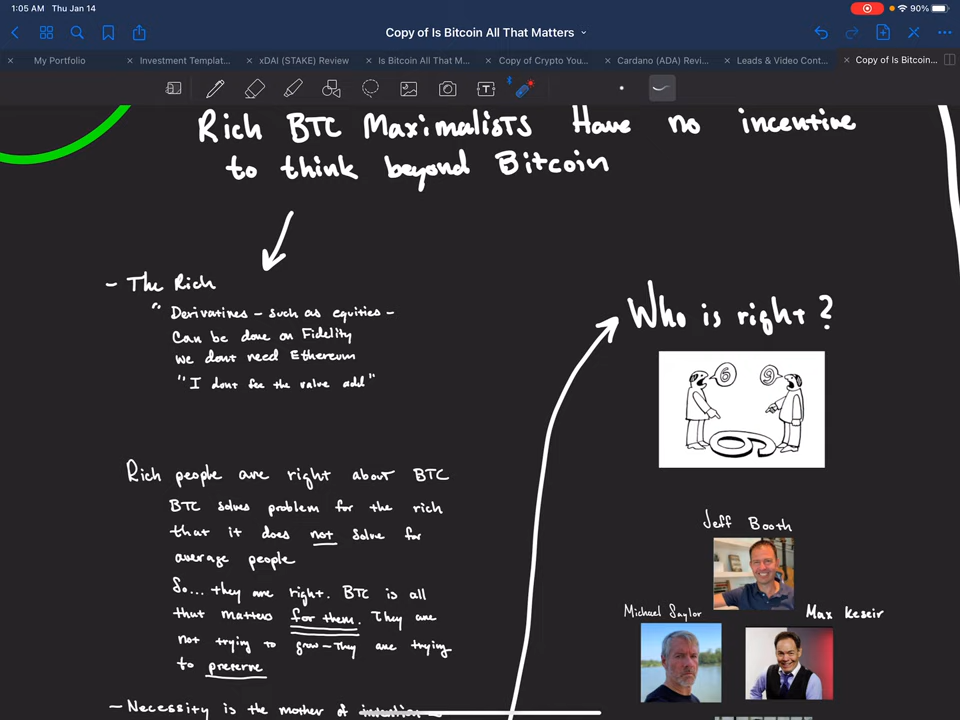 1:05 AM Thu Jan 14
90%
Copy of Is Bitcoin All That Matters
My Portfolio
Investment Templat...
xDAI (STAKE) Review
Is Bitcoin All That M...
Copy of Crypto You...
Cardano (ADA) Revi...
Leads & Video Cont...
Copy of Is Bitcoin
Rich BTC Maximalists Have no incentive
to think beyond Bitcoin
- The Rich
" Derivatives - such as equities -
Can be done on Fidelity
We dont need Ethereum
"I dont see the value add"
Who is right?
6 9
6
Rich people are right about BTC
BTC solves problem for the rich
that it does not solve for
average people
So... they are right. BTC is all
that matters for them. They are
not trying to grow - They are trying
to preserve
Jeff Booth
Michael Saylor
Max Keseir
- Necessity is the mother of